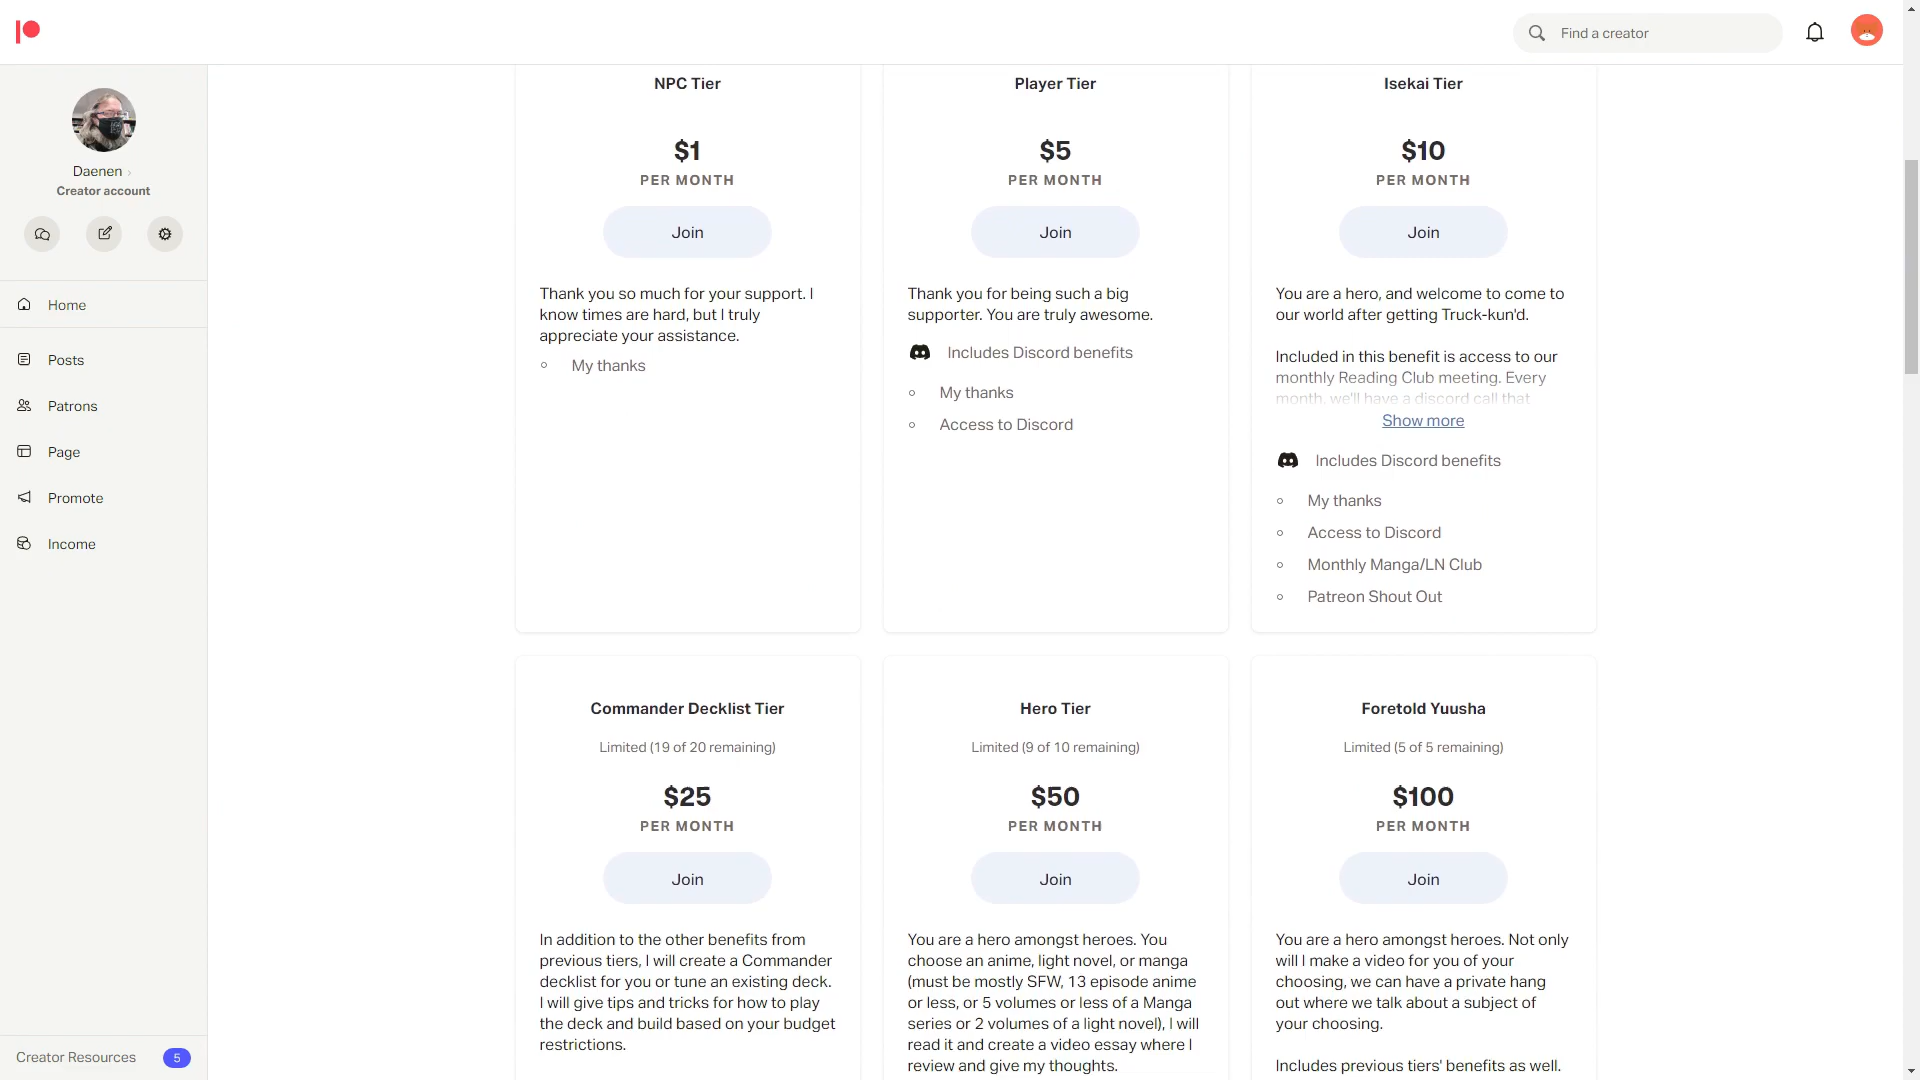 Find a creator
Daenen ›
Creator account
Home
Posts
Patrons
Page
Promote
Income
Creator Resources 5
NPC Tier
$1
PER MONTH
Join
Thank you so much for your support. I
know times are hard, but I truly
appreciate your assistance.
My thanks
Player Tier
$5
PER MONTH
Join
Thank you for being such a big
supporter. You are truly awesome.
Includes Discord benefits
My thanks
Access to Discord
Isekai Tier
$10
PER MONTH
Join
You are a hero, and welcome to come to
our world after getting Truck-kun'd.
Included in this benefit is access to our
monthly Reading Club meeting. Every
month, we'll have a discord call that
Show more
Includes Discord benefits
My thanks
Access to Discord
Monthly Manga/LN Club
Patreon Shout Out
Commander Decklist Tier
Limited (19 of 20 remaining)
$25
PER MONTH
Join
In addition to the other benefits from
previous tiers, I will create a Commander
decklist for you or tune an existing deck.
I will give tips and tricks for how to play
the deck and build based on your budget
restrictions.
Hero Tier
Limited (9 of 10 remaining)
$50
PER MONTH
Join
You are a hero amongst heroes. You
choose an anime, light novel, or manga
(must be mostly SFW, 13 episode anime
or less, or 5 volumes or less of a Manga
series or 2 volumes of a light novel), I will
read it and create a video essay where I
review and give my thoughts.
Foretold Yuusha
Limited (5 of 5 remaining)
$100
PER MONTH
Join
You are a hero amongst heroes. Not only
will I make a video for you of your
choosing, we can have a private hang
out where we talk about a subject of
your choosing.
Includes previous tiers' benefits as well.